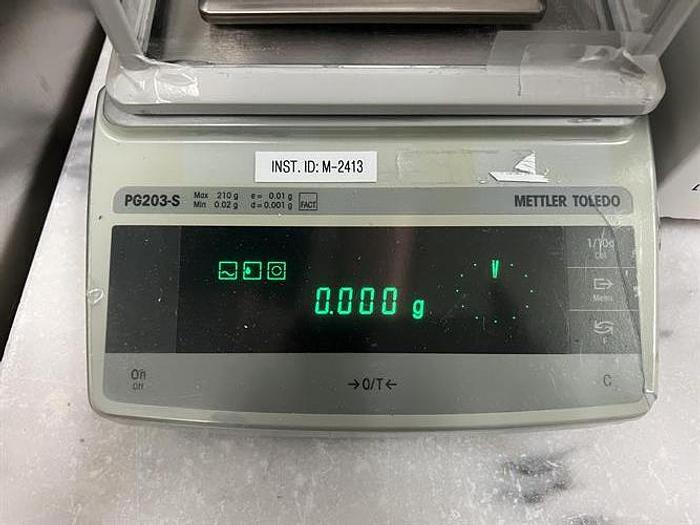 INST. ID: M-2413
PG203-S
Max 210 g e= 0.01 g
Min 0.02 g d=0.001 g FACT
METTLER TOLEDO
1/10d
0.000 g
Menu
F
On
Off
→O/T←
C